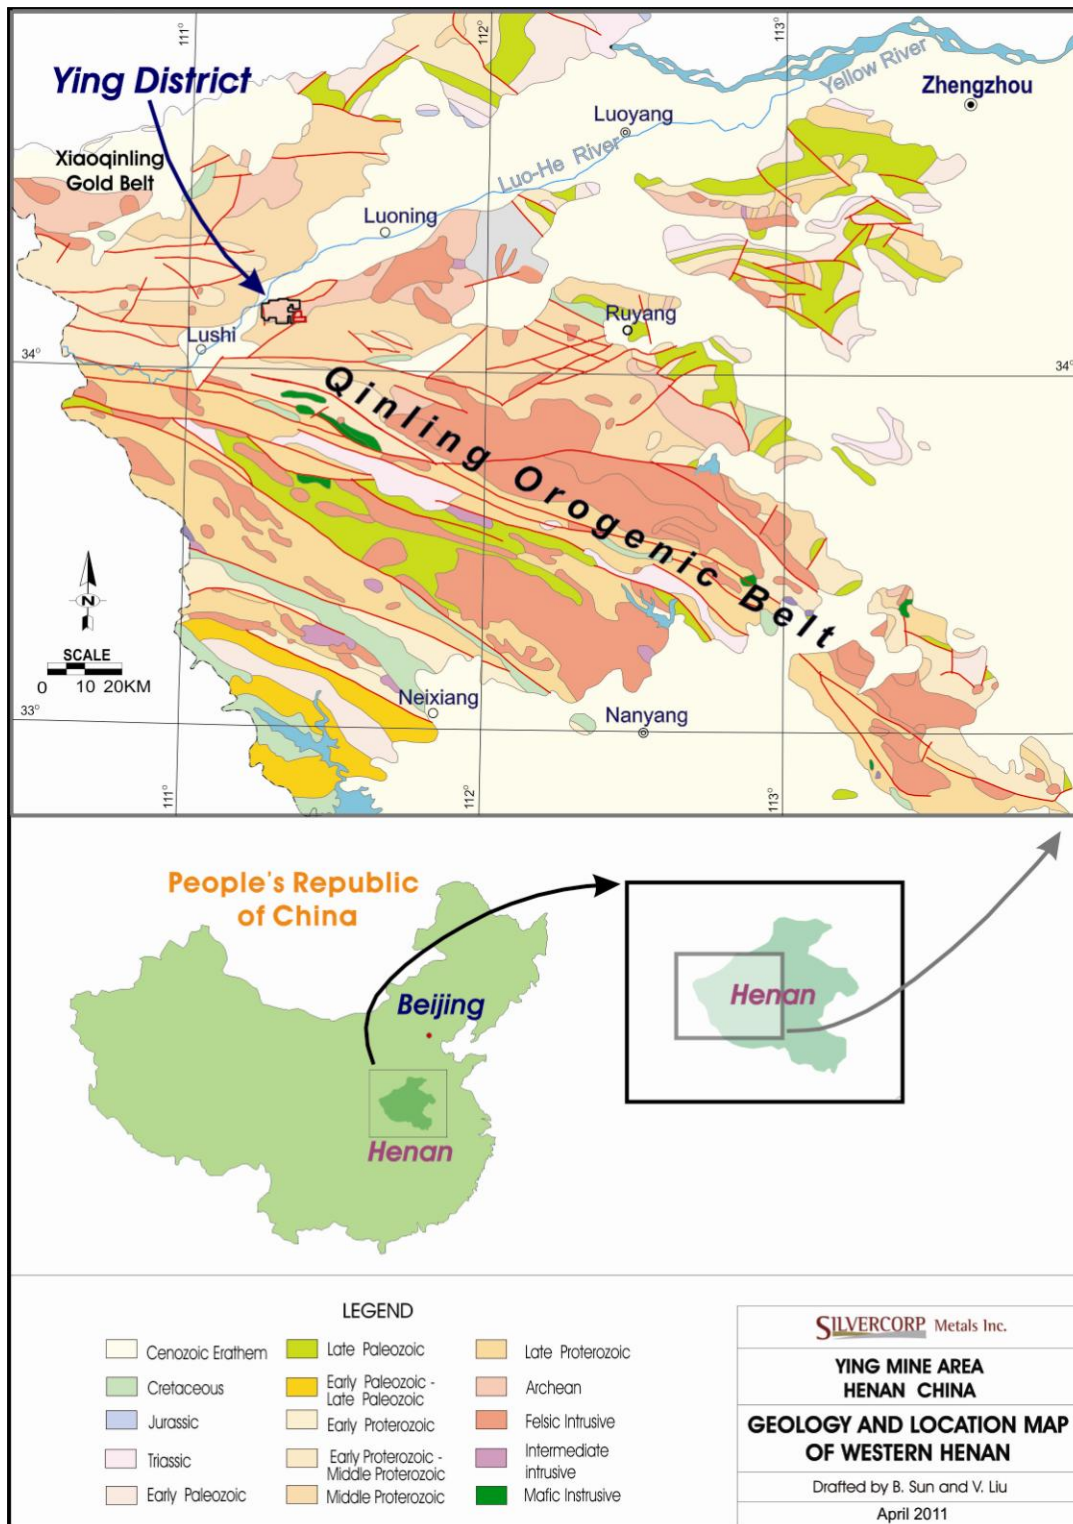 111°
112°
113°
Ying District
Yellow River
Zhengzhou
Luoyang
Xiaoqinling
Gold Belt
Luo-He River
Luoning
Ruyang
Lushi
34°
34°
Qinling Orogenic Belt
N
SCALE
0 10 20KM
Neixiang
Nanyang
33°
111°
112°
113°
People's Republic
of China
Beijing
Henan
Henan
LEGEND
Cenozoic Erathem
Cretaceous
Jurassic
Triassic
Early Paleozoic
Late Paleozoic
Early Paleozoic -
Late Paleozoic
Early Proterozoic
Early Proterozoic -
Middle Proterozoic
Middle Proterozoic
Late Proterozoic
Archean
Felsic Intrusive
Intermediate
intrusive
Mafic Instrusive
SILVERCORP Metals Inc.
YING MINE AREA
HENAN CHINA
GEOLOGY AND LOCATION MAP
OF WESTERN HENAN
Drafted by B. Sun and V. Liu
April 2011